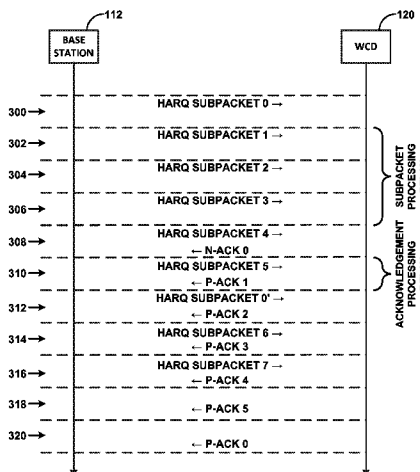 112
120
BASE
STATION
WCD
300
HARQ SUBPACKET 0 →
302
HARQ SUBPACKET 1 →
304
HARQ SUBPACKET 2 →
306
HARQ SUBPACKET 3 →
SUBPACKET
PROCESSING
308
HARQ SUBPACKET 4 →
← N-ACK 0
310
HARQ SUBPACKET 5 →
← P-ACK 1
ACKNOWLEDGEMENT
PROCESSING
312
HARQ SUBPACKET 0' →
← P-ACK 2
314
HARQ SUBPACKET 6 →
← P-ACK 3
316
HARQ SUBPACKET 7 →
← P-ACK 4
318
← P-ACK 5
320
← P-ACK 0